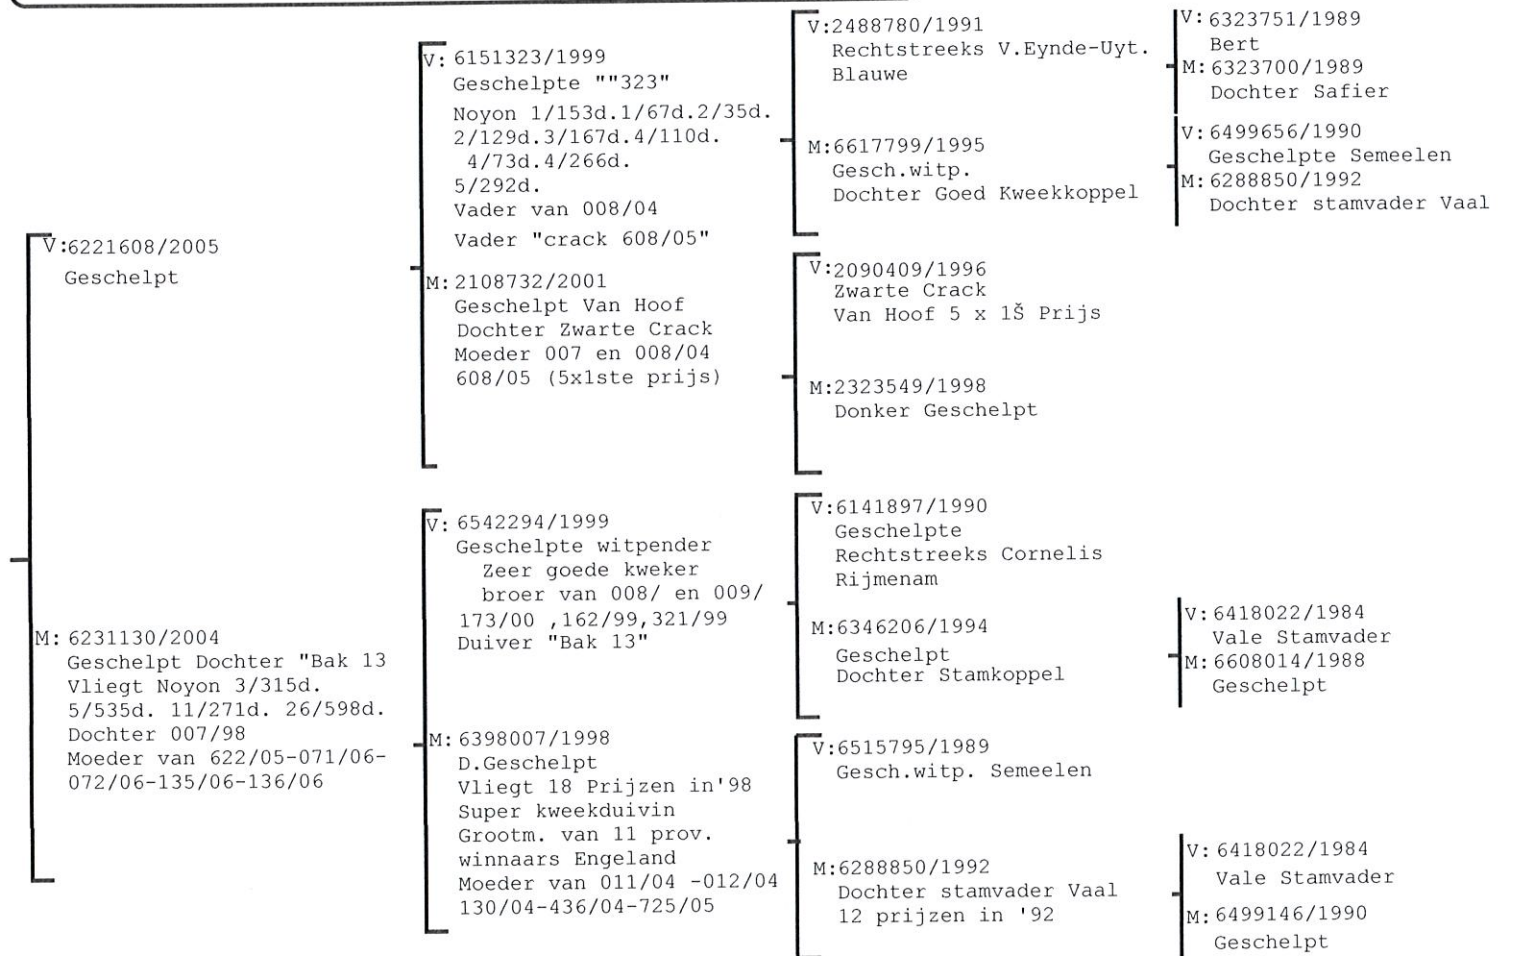 V:6221608/2005
Geschelpt
M: 6231130/2004
Geschelpt Dochter "Bak 13
Vliegt Noyon 3/315d.
5/535d. 11/271d. 26/598d.
Dochter 007/98
Moeder van 622/05-071/06-
072/06-135/06-136/06
V: 6151323/1999
Geschelpte ""323"
Noyon 1/153d.1/67d.2/35d.
2/129d.3/167d.4/110d.
4/73d.4/266d.
5/292d.
Vader van 008/04
Vader "crack 608/05"
M: 2108732/2001
Geschelpt Van Hoof
Dochter Zwarte Crack
Moeder 007 en 008/04
608/05 (5x1ste prijs)
V: 6542294/1999
Geschelpte witpender
Zeer goede kweker
broer van 008/ en 009/
173/00 ,162/99,321/99
Duiver "Bak 13"
M: 6398007/1998
D.Geschelpt
Vliegt 18 Prijzen in'98
Super kweekduivin
Grootm. van 11 prov.
winnaars Engeland
Moeder van 011/04 -012/04
130/04-436/04-725/05
V:2488780/1991
Rechtstreeks V.Eynde-Uyt.
Blauwe
M:6617799/1995
Gesch.witp.
Dochter Goed Kweekkoppel
V:2090409/1996
Zwarte Crack
Van Hoof 5 x 1Š Prijs
M:2323549/1998
Donker Geschelpt
V:6141897/1990
Geschelpte
Rechtstreeks Cornelis
Rijmenam
M:6346206/1994
Geschelpt
Dochter Stamkoppel
V:6515795/1989
Gesch.witp. Semeelen
M:6288850/1992
Dochter stamvader Vaal
12 prijzen in '92
V: 6323751/1989
Bert
M: 6323700/1989
Dochter Safier
V: 6499656/1990
Geschelpte Semeelen
M: 6288850/1992
Dochter stamvader Vaal
V: 6418022/1984
Vale Stamvader
M: 6608014/1988
Geschelpt
V: 6418022/1984
Vale Stamvader
M: 6499146/1990
Geschelpt